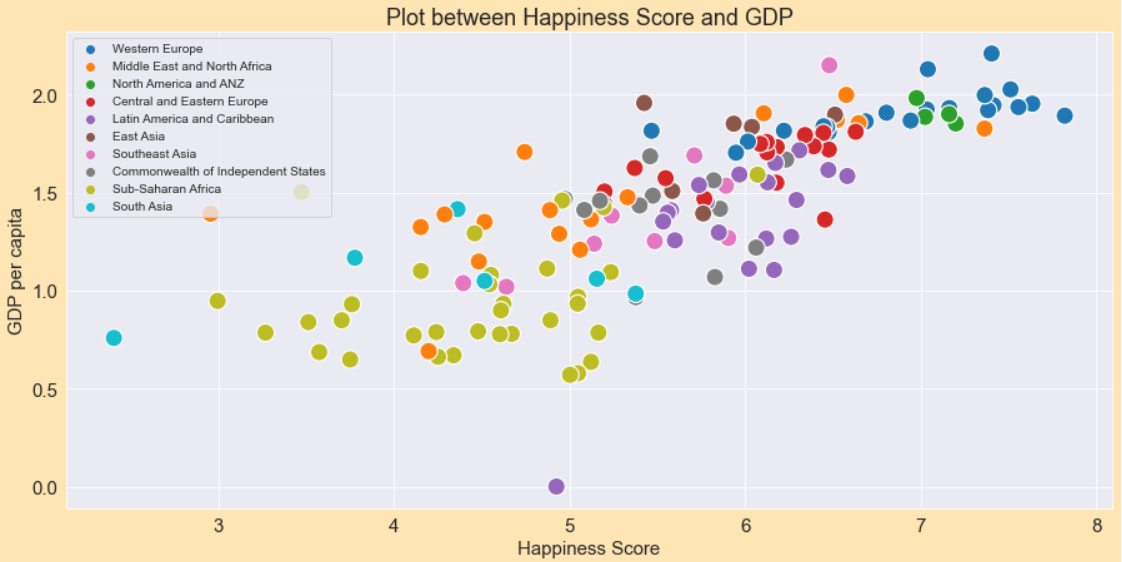 Plot between Happiness Score and GDP
Western Europe
Middle East and North Africa
North America and ANZ
Central and Eastern Europe
Latin America and Caribbean
East Asia
Southeast Asia
Commonwealth of Independent States
Sub-Saharan Africa
South Asia
GDP per capita
2.0
1.5
1.0
0.5
0.0
3 4 5 6 7 8
Happiness Score